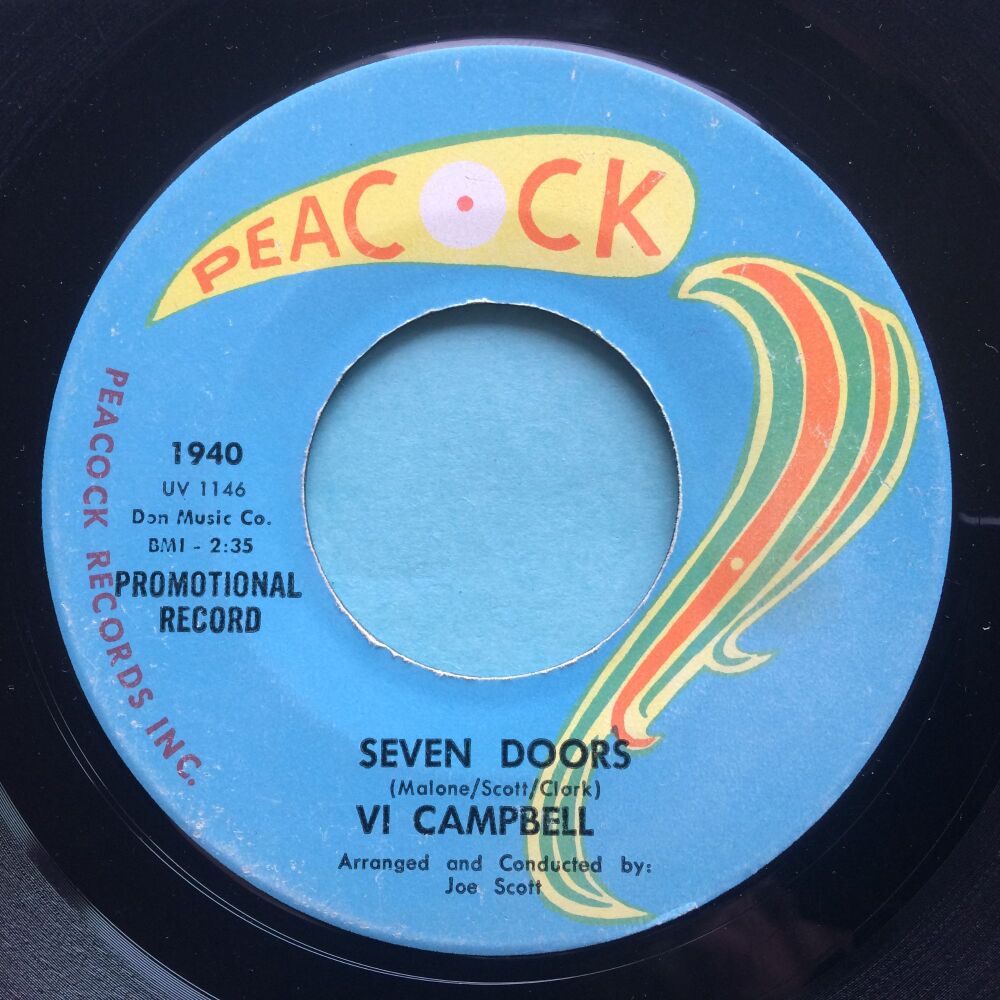 PEACOCK
PEACOCK RECORDS INC.
1940
UV 1146
Don Music Co.
BMI - 2:35
PROMOTIONAL
RECORD
SEVEN DOORS
(Malone/Scott/Clark)
VI CAMPBELL
Arranged and Conducted by:
Joe Scott